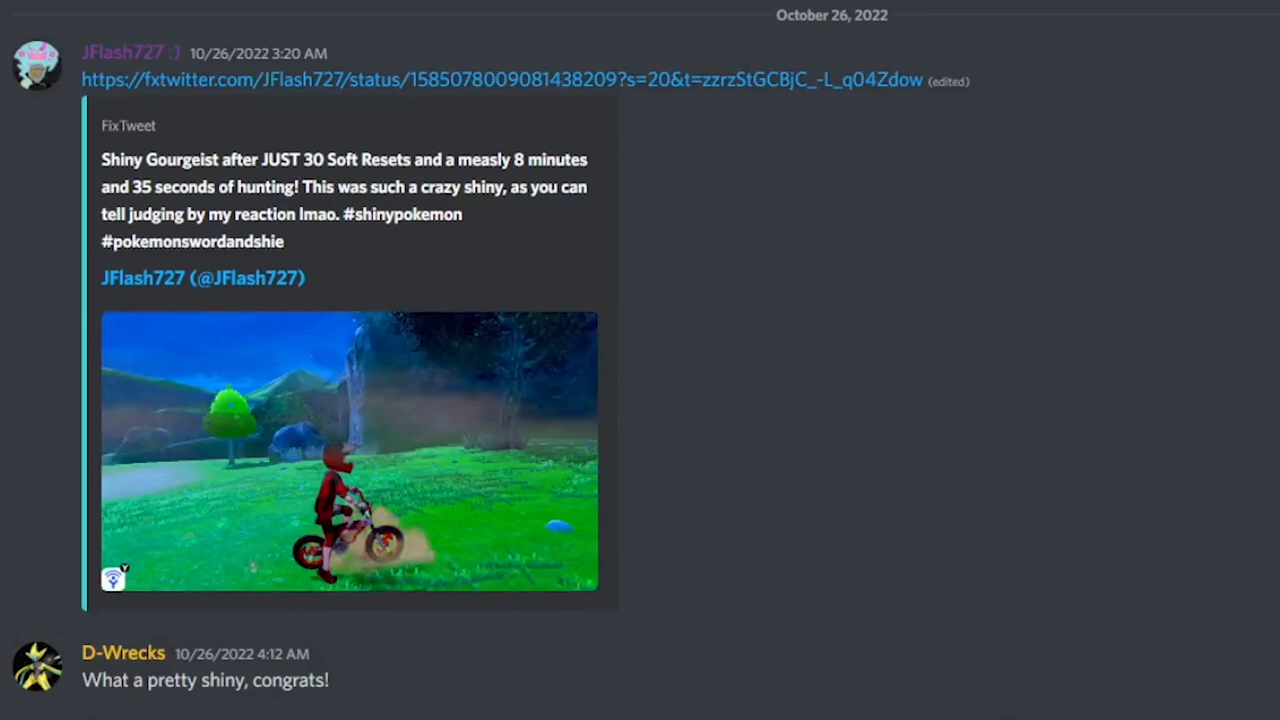 October 26, 2022
JFlash727 :) 10/26/2022 3:20 AM
https://fxtwitter.com/JFlash727/status/1585078009081438209?s=20&t=zzrzStGCBjC_-L_q04Zdow (edited)
FixTweet
Shiny Gourgeist after JUST 30 Soft Resets and a measly 8 minutes
and 35 seconds of hunting! This was such a crazy shiny, as you can
tell judging by my reaction lmao. #shinypokemon
#pokemonswordandshie
JFlash727 (@JFlash727)
Y
D-Wrecks 10/26/2022 4:12 AM
What a pretty shiny, congrats!